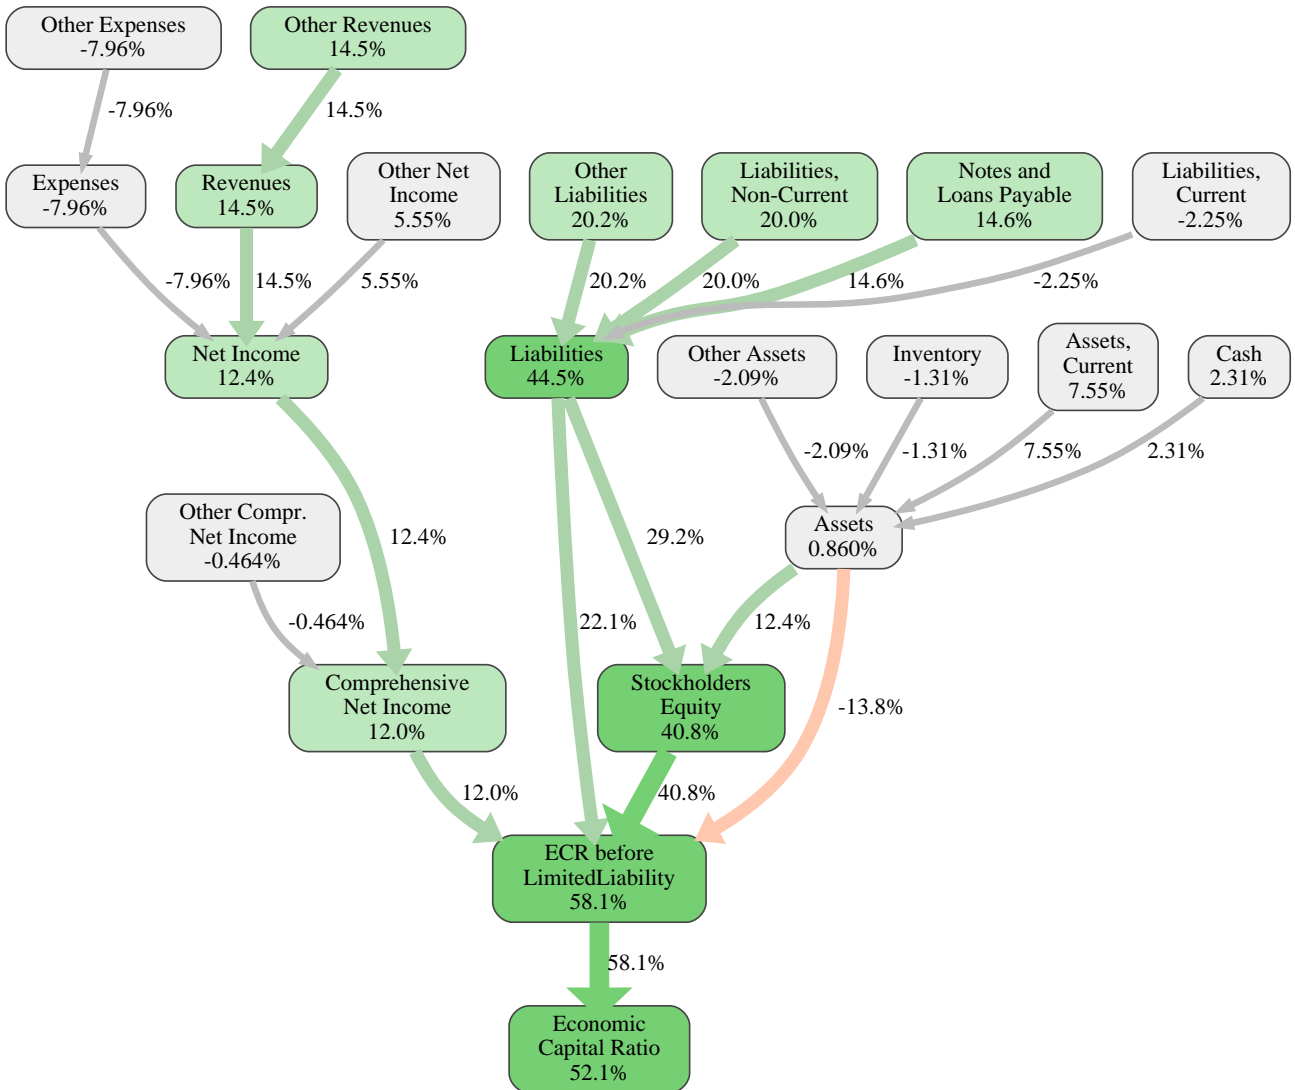 Other Expenses
-7.96%
Other Revenues
14.5%
-7.96%
14.5%
Expenses
-7.96%
Revenues
14.5%
Other Net
Income
5.55%
Other
Liabilities
20.2%
Liabilities,
Non-Current
20.0%
Notes and
Loans Payable
14.6%
Liabilities,
Current
-2.25%
-7.96%
14.5%
5.55%
20.2%
20.0%
14.6%
-2.25%
Net Income
12.4%
Liabilities
44.5%
Other Assets
-2.09%
Inventory
-1.31%
Assets,
Current
7.55%
Cash
2.31%
-2.09%
-1.31%
7.55%
2.31%
Other Compr.
Net Income
-0.464%
12.4%
29.2%
Assets
0.860%
-0.464%
22.1%
12.4%
Comprehensive
Net Income
12.0%
Stockholders
Equity
40.8%
-13.8%
12.0%
40.8%
ECR before
LimitedLiability
58.1%
58.1%
Economic
Capital Ratio
52.1%